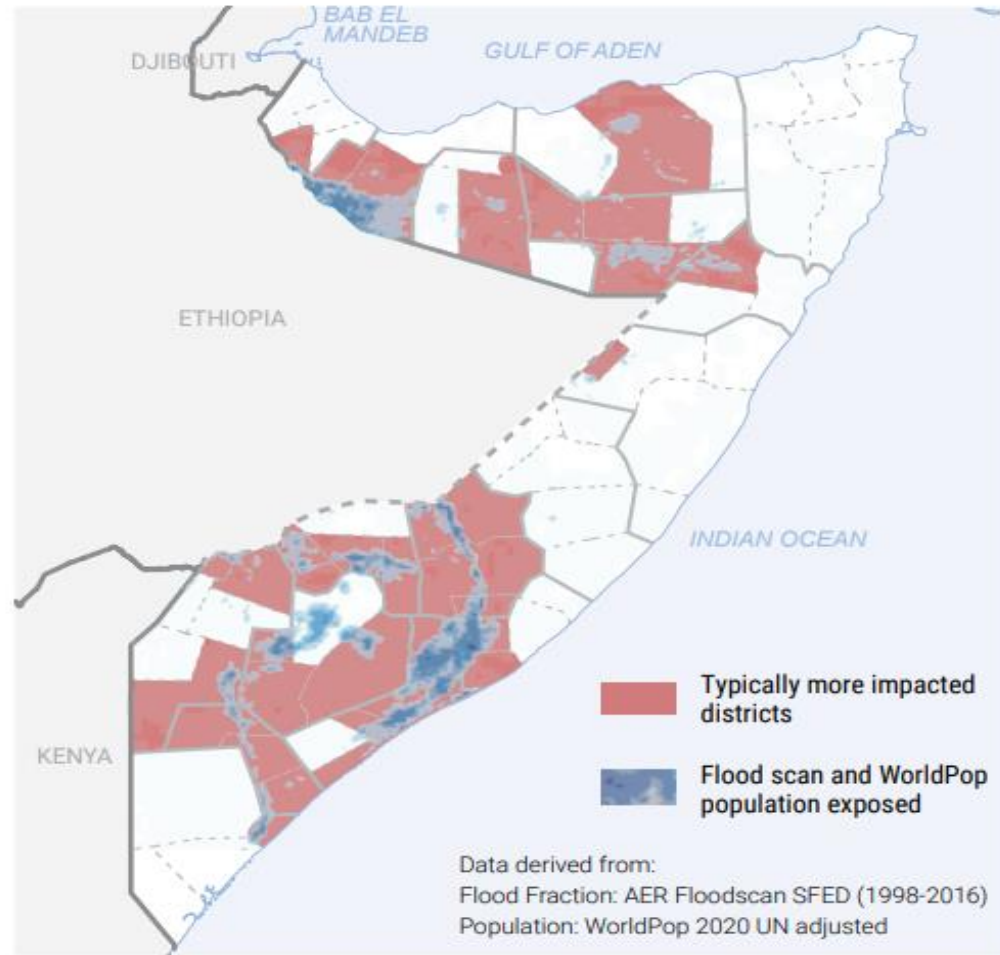 BAB EL
MANDEB
DJIBOUTI
GULF OF ADEN
ETHIOPIA
INDIAN OCEAN
KENYA
Typically more impacted
districts
Flood scan and WorldPop
population exposed
Data derived from:
Flood Fraction: AER Floodscan SFED (1998-2016)
Population: WorldPop 2020 UN adjusted